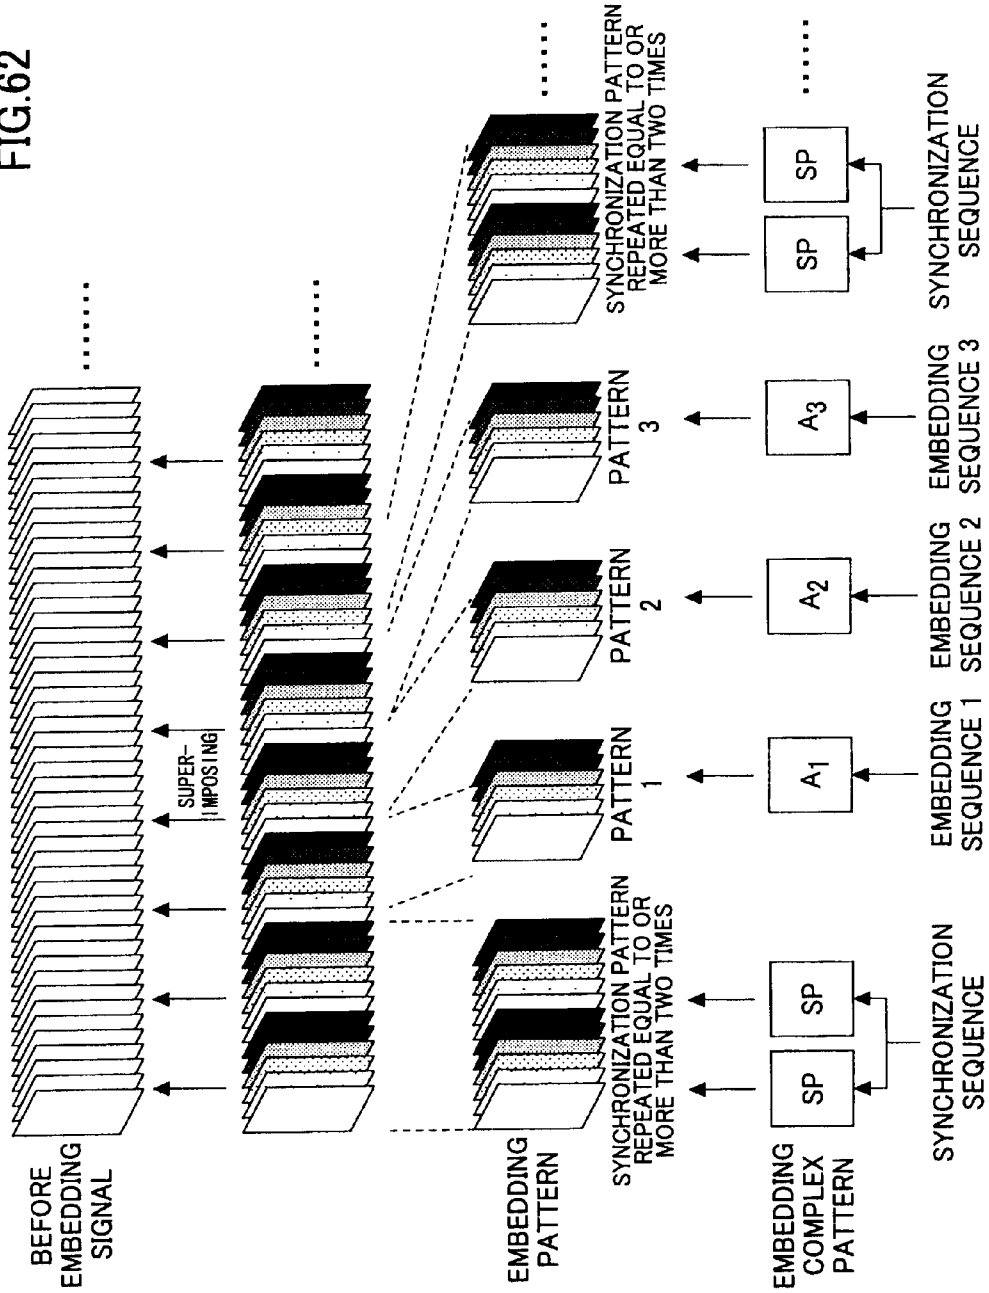 FIG.62
BEFORE
EMBEDDING
SIGNAL
......
SUPER-
IMPOSING
......
EMBEDDING
PATTERN
SYNCHRONIZATION PATTERN
REPEATED EQUAL TO OR
MORE THAN TWO TIMES
PATTERN
1
PATTERN
2
PATTERN
3
SYNCHRONIZATION PATTERN
REPEATED EQUAL TO OR
MORE THAN TWO TIMES
......
EMBEDDING
COMPLEX
PATTERN
SP
SP
A1
A2
A3
SP
SP
......
SYNCHRONIZATION
SEQUENCE
EMBEDDING
SEQUENCE 1
EMBEDDING
SEQUENCE 2
EMBEDDING
SEQUENCE 3
SYNCHRONIZATION
SEQUENCE